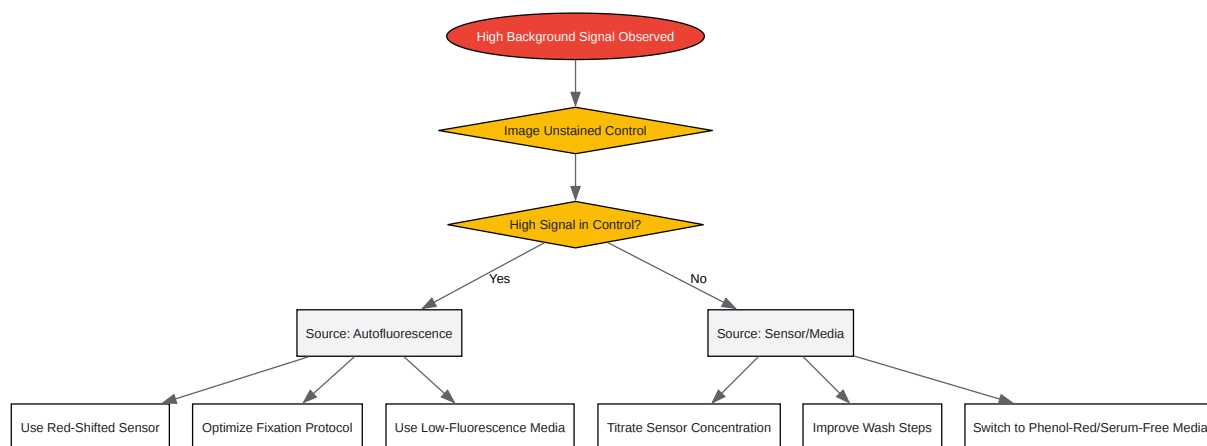 High Background Signal Observed
Image Unstained Control
High Signal in Control?
Yes
No
Source: Autofluorescence
Source: Sensor/Media
Use Red-Shifted Sensor
Optimize Fixation Protocol
Use Low-Fluorescence Media
Titrate Sensor Concentration
Improve Wash Steps
Switch to Phenol-Red/Serum-Free Media